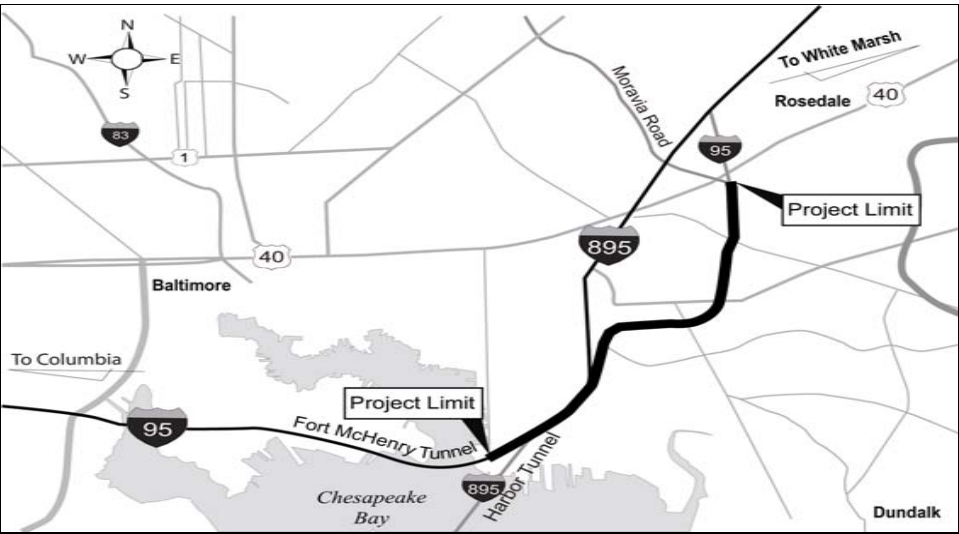 N
W E
S
To White Marsh
Moravia Road
Rosedale
40
83
95
1
Project Limit
895
40
Baltimore
To Columbia
Project Limit
95
Fort McHenry Tunnel
895
Harbor Tunnel
Chesapeake
Bay
Dundalk